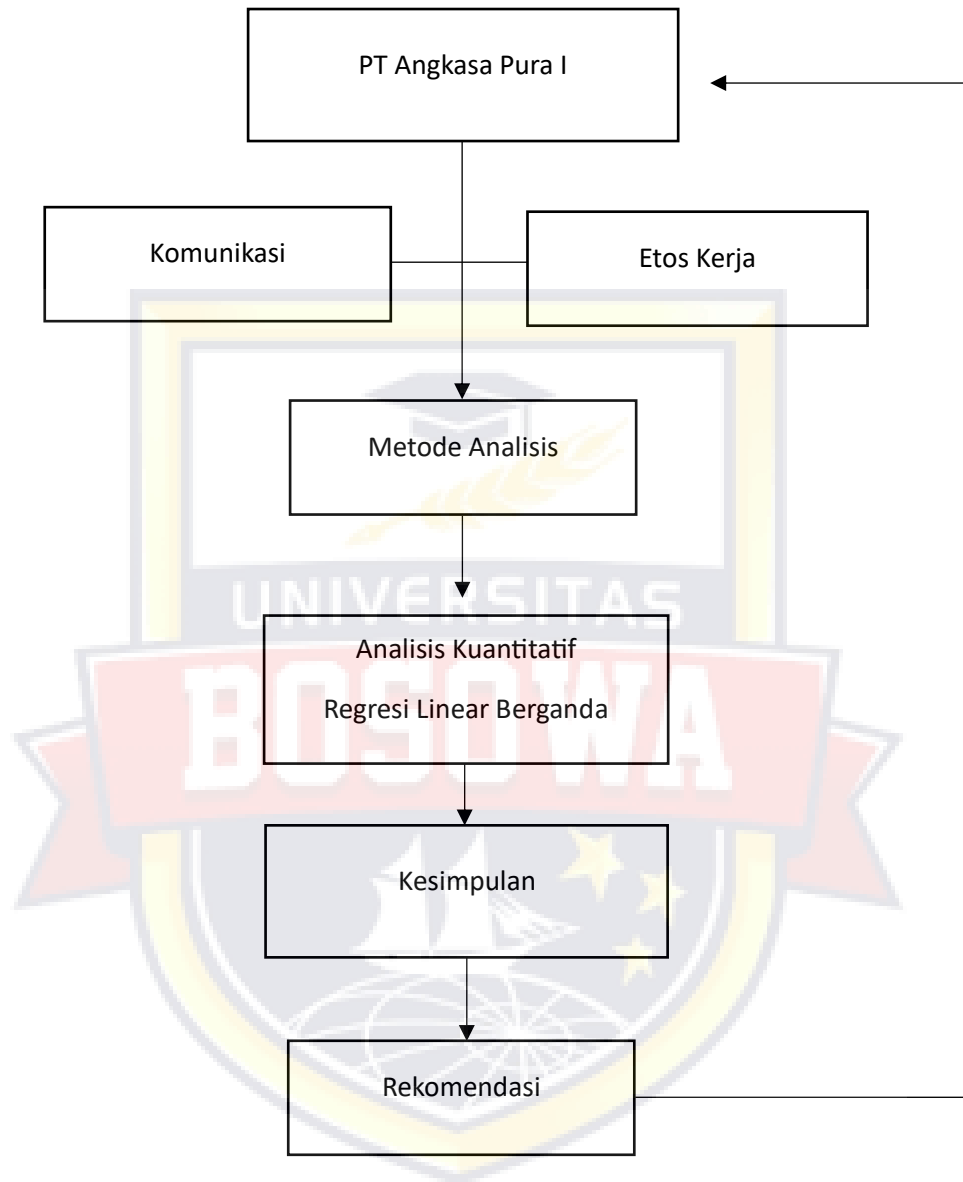 PT Angkasa Pura I
Komunikasi
Etos Kerja
Metode Analisis
UNIVERSITAS
Analisis Kuantitatif
Regresi Linear Berganda
BOSOWA
Kesimpulan
Rekomendasi